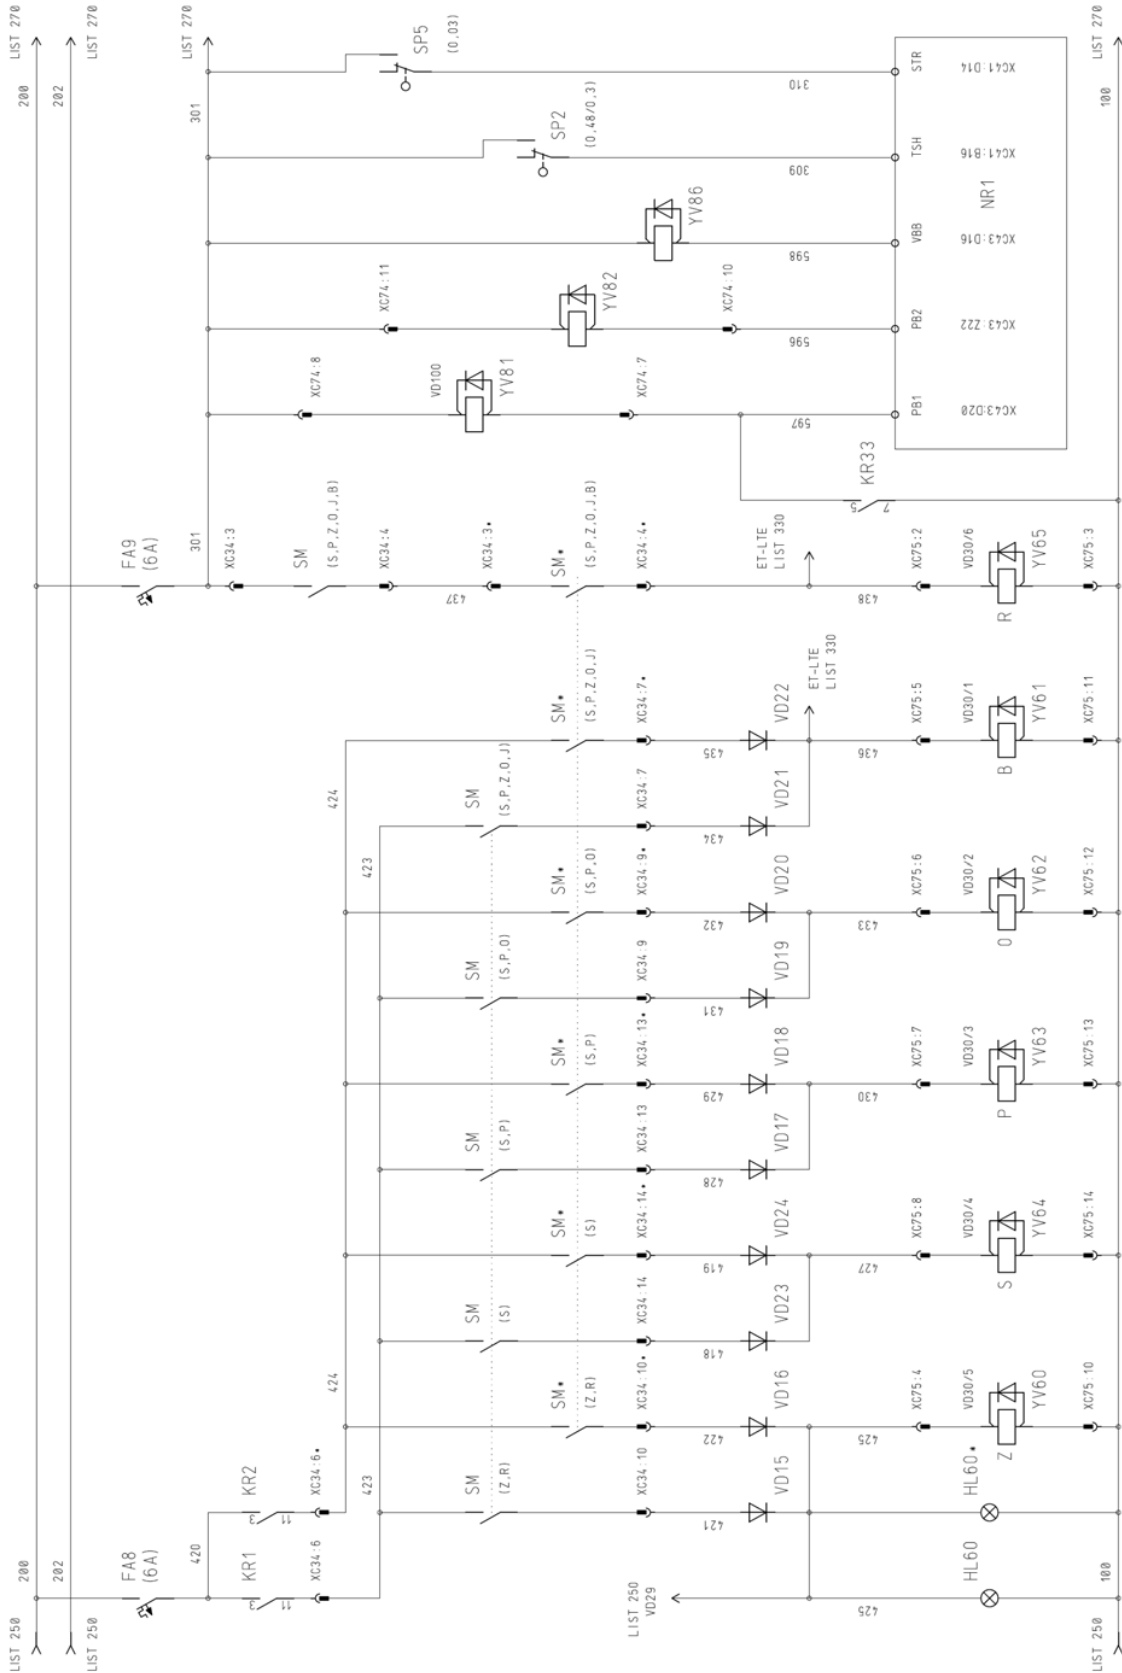 LIST 250
200
LIST 270
LIST 250
202
LIST 270
FA8
(6A)
FA9
(6A)
420
301
301
KR1
3
11
XC34:6
KR2
3
11
XC34:6*
423
424
423
424
SM
(Z,R)
SM*
(Z,R)
SM
(S)
SM*
(S)
SM
(S,P)
SM*
(S,P)
SM
(S,P,O)
SM*
(S,P,O)
SM
(S,P,Z,O,J)
SM*
(S,P,Z,O,J)
XC34:3
SM
(S,P,Z,O,J,B)
XC34:4
437
XC34:3*
SM*
(S,P,Z,O,J,B)
XC34:4*
XC34:10
XC34:10*
XC34:14
XC34:14*
XC34:13
XC34:13*
XC34:9
XC34:9*
XC34:7
XC34:7*
421
422
418
419
428
429
431
432
434
435
VD15
VD16
VD23
VD24
VD17
VD18
VD19
VD20
VD21
VD22
LIST 250
VD29
ET-LTE
LIST 330
ET-LTE
LIST 330
425
425
427
430
433
436
438
XC75:4
XC75:8
XC75:7
XC75:6
XC75:5
XC75:2
HL60
HL60*
VD30/5
Z
YV60
VD30/4
S
YV64
VD30/3
P
YV63
VD30/2
O
YV62
VD30/1
B
YV61
VD30/6
R
YV65
XC75:10
XC75:14
XC75:13
XC75:12
XC75:11
XC75:3
XC74:8
VD100
YV81
XC74:7
597
KR33
5
7
XC74:11
YV82
XC74:10
596
YV86
598
SP2
(0,48/0,3)
309
SP5
(0,03)
310
PB1
PB2
VBB
TSH
STR
NR1
XC43:D20
XC43:Z22
XC43:D16
XC41:B16
XC41:D14
LIST 250
100
100
LIST 270
200
202
LIST 270